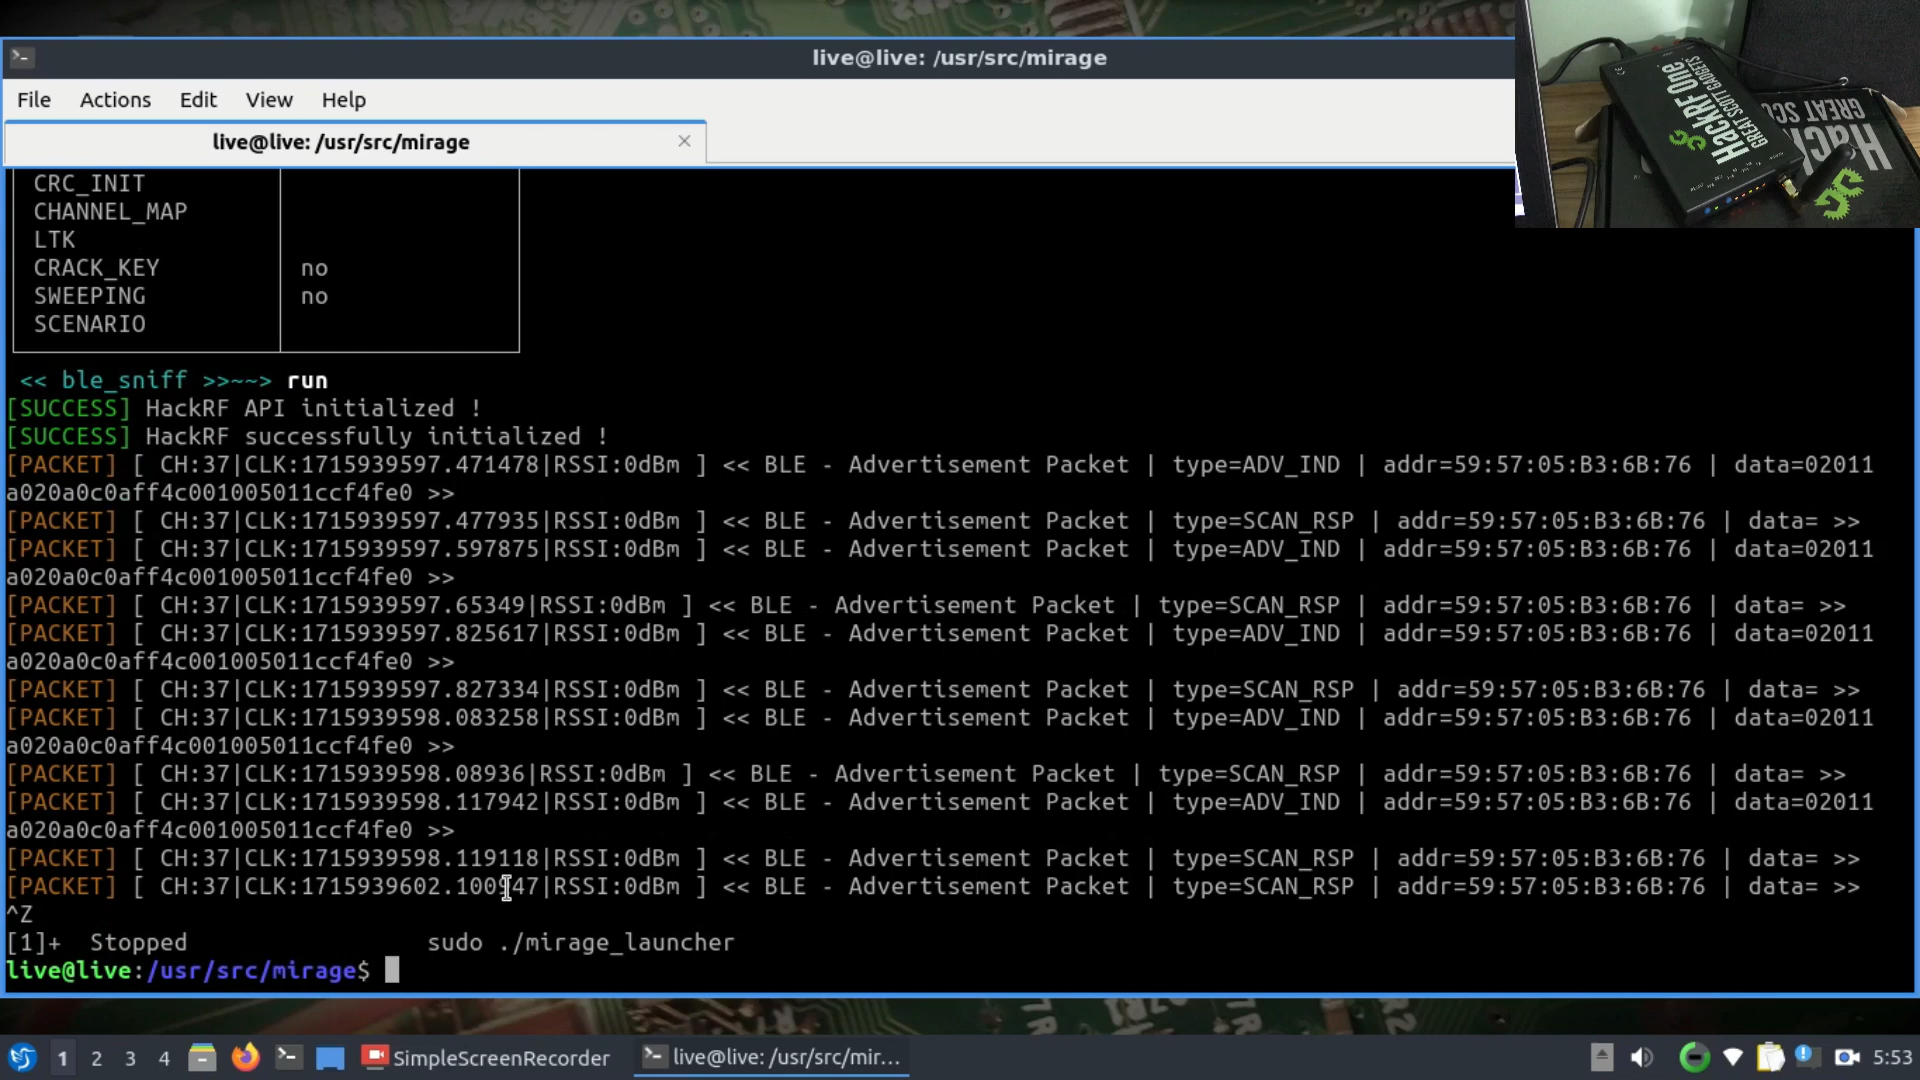 live@live: /usr/src/mirage
File Actions Edit View Help
live@live: /usr/src/mirage ×
HackRF One
GREAT SCOTT GADGETS
GREAT SCOTT
CRC_INIT
CHANNEL_MAP
LTK
CRACK_KEY no
SWEEPING no
SCENARIO
<< ble_sniff >>~~> run
[SUCCESS] HackRF API initialized !
[SUCCESS] HackRF successfully initialized !
[PACKET] [ CH:37|CLK:1715939597.471478|RSSI:0dBm ] << BLE - Advertisement Packet | type=ADV_IND | addr=59:57:05:B3:6B:76 | data=02011
a020a0c0aff4c001005011ccf4fe0 >>
[PACKET] [ CH:37|CLK:1715939597.477935|RSSI:0dBm ] << BLE - Advertisement Packet | type=SCAN_RSP | addr=59:57:05:B3:6B:76 | data= >>
[PACKET] [ CH:37|CLK:1715939597.597875|RSSI:0dBm ] << BLE - Advertisement Packet | type=ADV_IND | addr=59:57:05:B3:6B:76 | data=02011
a020a0c0aff4c001005011ccf4fe0 >>
[PACKET] [ CH:37|CLK:1715939597.65349|RSSI:0dBm ] << BLE - Advertisement Packet | type=SCAN_RSP | addr=59:57:05:B3:6B:76 | data= >>
[PACKET] [ CH:37|CLK:1715939597.825617|RSSI:0dBm ] << BLE - Advertisement Packet | type=ADV_IND | addr=59:57:05:B3:6B:76 | data=02011
a020a0c0aff4c001005011ccf4fe0 >>
[PACKET] [ CH:37|CLK:1715939597.827334|RSSI:0dBm ] << BLE - Advertisement Packet | type=SCAN_RSP | addr=59:57:05:B3:6B:76 | data= >>
[PACKET] [ CH:37|CLK:1715939598.083258|RSSI:0dBm ] << BLE - Advertisement Packet | type=ADV_IND | addr=59:57:05:B3:6B:76 | data=02011
a020a0c0aff4c001005011ccf4fe0 >>
[PACKET] [ CH:37|CLK:1715939598.08936|RSSI:0dBm ] << BLE - Advertisement Packet | type=SCAN_RSP | addr=59:57:05:B3:6B:76 | data= >>
[PACKET] [ CH:37|CLK:1715939598.117942|RSSI:0dBm ] << BLE - Advertisement Packet | type=ADV_IND | addr=59:57:05:B3:6B:76 | data=02011
a020a0c0aff4c001005011ccf4fe0 >>
[PACKET] [ CH:37|CLK:1715939598.119118|RSSI:0dBm ] << BLE - Advertisement Packet | type=SCAN_RSP | addr=59:57:05:B3:6B:76 | data= >>
[PACKET] [ RSSI:0dBm ] << BLE - Advertisement Packet | type=SCAN_RSP | addr=59:57:05:B3:6B:76 | data= >>
^Z
[1]+ Stopped sudo ./mirage_launcher
live@live:/usr/src/mirage$
1 2 3 4 SimpleScreenRecorder live@live: /usr/src/mir... 5:53